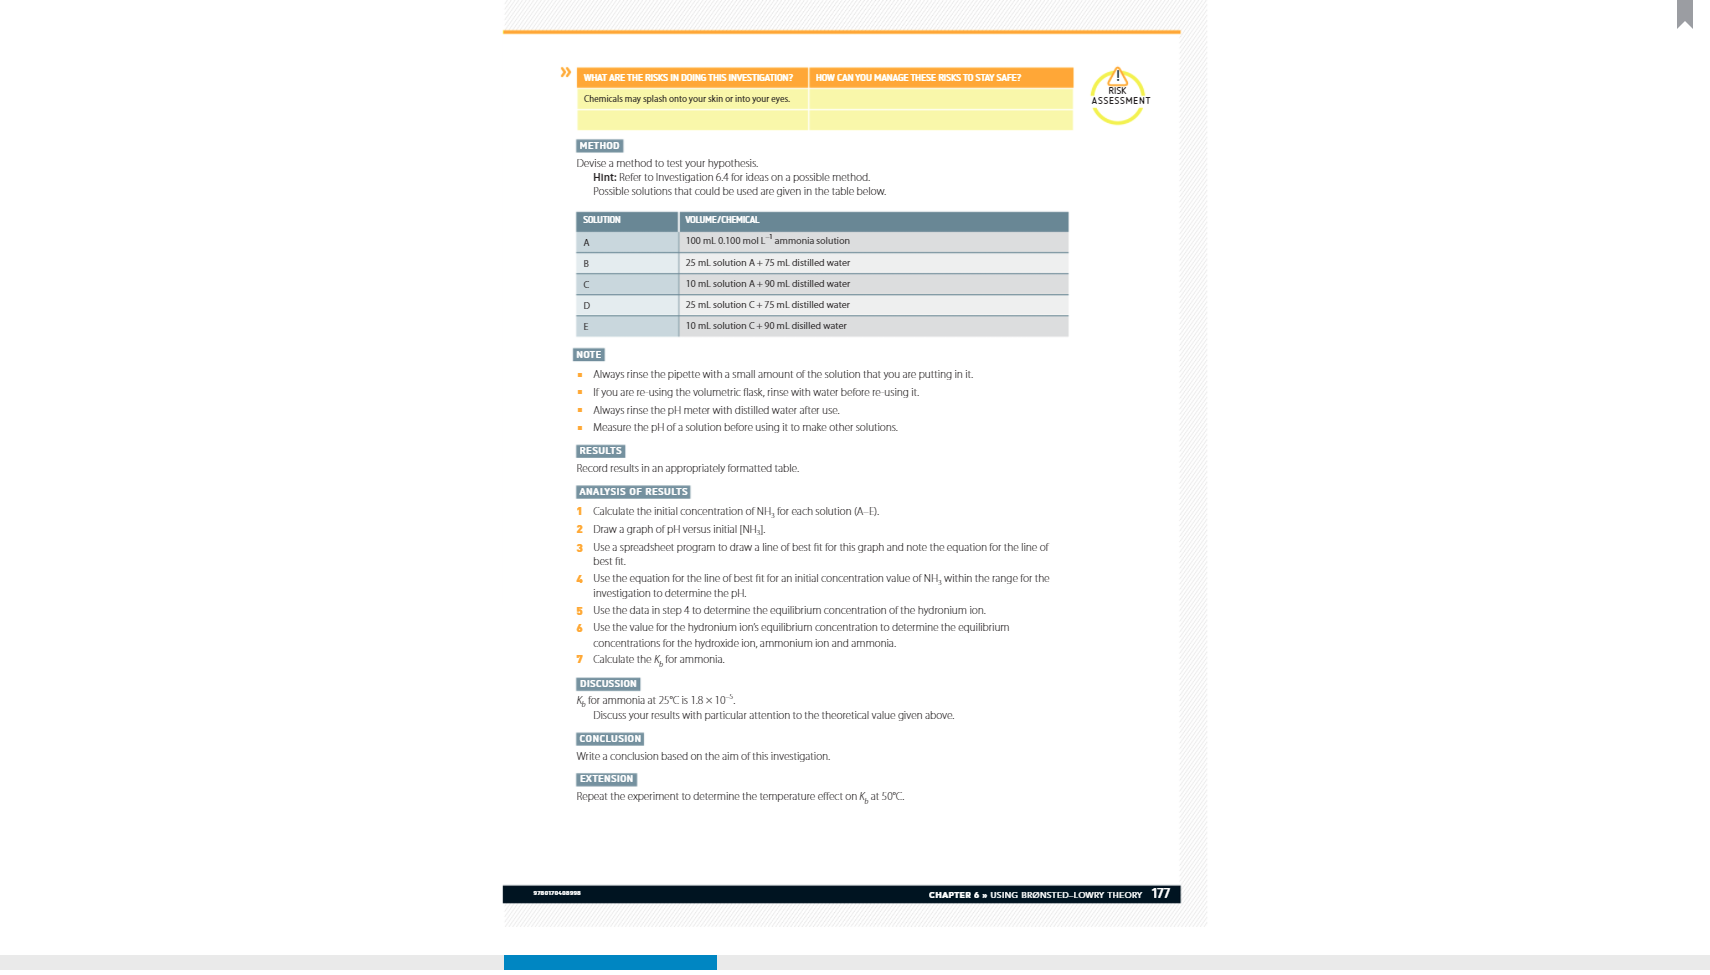 »
WHAT ARE THE RISKS IN DOING THIS INVESTIGATION? HOW CAN YOU MANAGE THESE RISKS TO STAY SAFE?
Chemicals may splash onto your skin or into your eyes.
!
RISK
ASSESSMENT
METHOD
Devise a method to test your hypothesis.
Hint: Refer to Investigation 6.4 for ideas on a possible method.
Possible solutions that could be used are given in the table below.
SOLUTION VOLUME/CHEMICAL
A 100 mL 0.100 mol L⁻¹ ammonia solution
B 25 mL solution A + 75 mL distilled water
C 10 mL solution A + 90 mL distilled water
D 25 mL solution C + 75 mL distilled water
E 10 mL solution C + 90 mL disilled water
NOTE
Always rinse the pipette with a small amount of the solution that you are putting in it.
If you are re-using the volumetric flask, rinse with water before re-using it.
Always rinse the pH meter with distilled water after use.
Measure the pH of a solution before using it to make other solutions.
RESULTS
Record results in an appropriately formatted table.
ANALYSIS OF RESULTS
1 Calculate the initial concentration of NH₃ for each solution (A–E).
2 Draw a graph of pH versus initial [NH₃].
3 Use a spreadsheet program to draw a line of best fit for this graph and note the equation for the line of
best fit.
4 Use the equation for the line of best fit for an initial concentration value of NH₃ within the range for the
investigation to determine the pH.
5 Use the data in step 4 to determine the equilibrium concentration of the hydronium ion.
6 Use the value for the hydronium ion's equilibrium concentration to determine the equilibrium
concentrations for the hydroxide ion, ammonium ion and ammonia.
7 Calculate the K_b for ammonia.
DISCUSSION
K_b for ammonia at 25°C is 1.8 × 10⁻⁵.
Discuss your results with particular attention to the theoretical value given above.
CONCLUSION
Write a conclusion based on the aim of this investigation.
EXTENSION
Repeat the experiment to determine the temperature effect on K_b at 50°C.
CHAPTER 6 » USING BRØNSTED–LOWRY THEORY 177